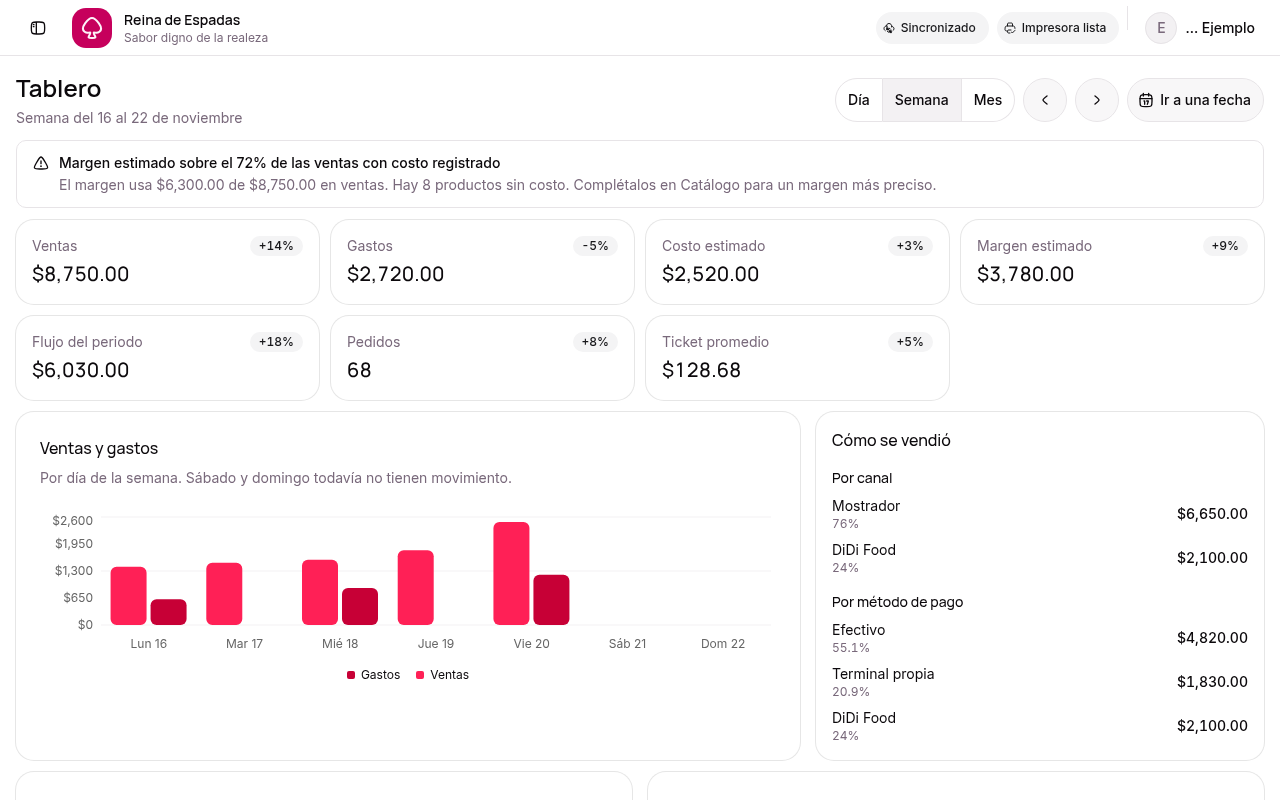 Reina de Espadas
Sabor digno de la realeza
Sincronizado
Impresora lista
E
... Ejemplo
Tablero
Semana del 16 al 22 de noviembre
Día
Semana
Mes
Ir a una fecha
Margen estimado sobre el 72% de las ventas con costo registrado
El margen usa $6,300.00 de $8,750.00 en ventas. Hay 8 productos sin costo. Complétalos en Catálogo para un margen más preciso.
Ventas
+14%
$8,750.00
Gastos
-5%
$2,720.00
Costo estimado
+3%
$2,520.00
Margen estimado
+9%
$3,780.00
Flujo del periodo
+18%
$6,030.00
Pedidos
+8%
68
Ticket promedio
+5%
$128.68
Ventas y gastos
Por día de la semana. Sábado y domingo todavía no tienen movimiento.
$2,600
$1,950
$1,300
$650
$0
Lun 16
Mar 17
Mié 18
Jue 19
Vie 20
Sáb 21
Dom 22
Gastos
Ventas
Cómo se vendió
Por canal
Mostrador
76%
$6,650.00
DiDi Food
24%
$2,100.00
Por método de pago
Efectivo
55.1%
$4,820.00
Terminal propia
20.9%
$1,830.00
DiDi Food
24%
$2,100.00